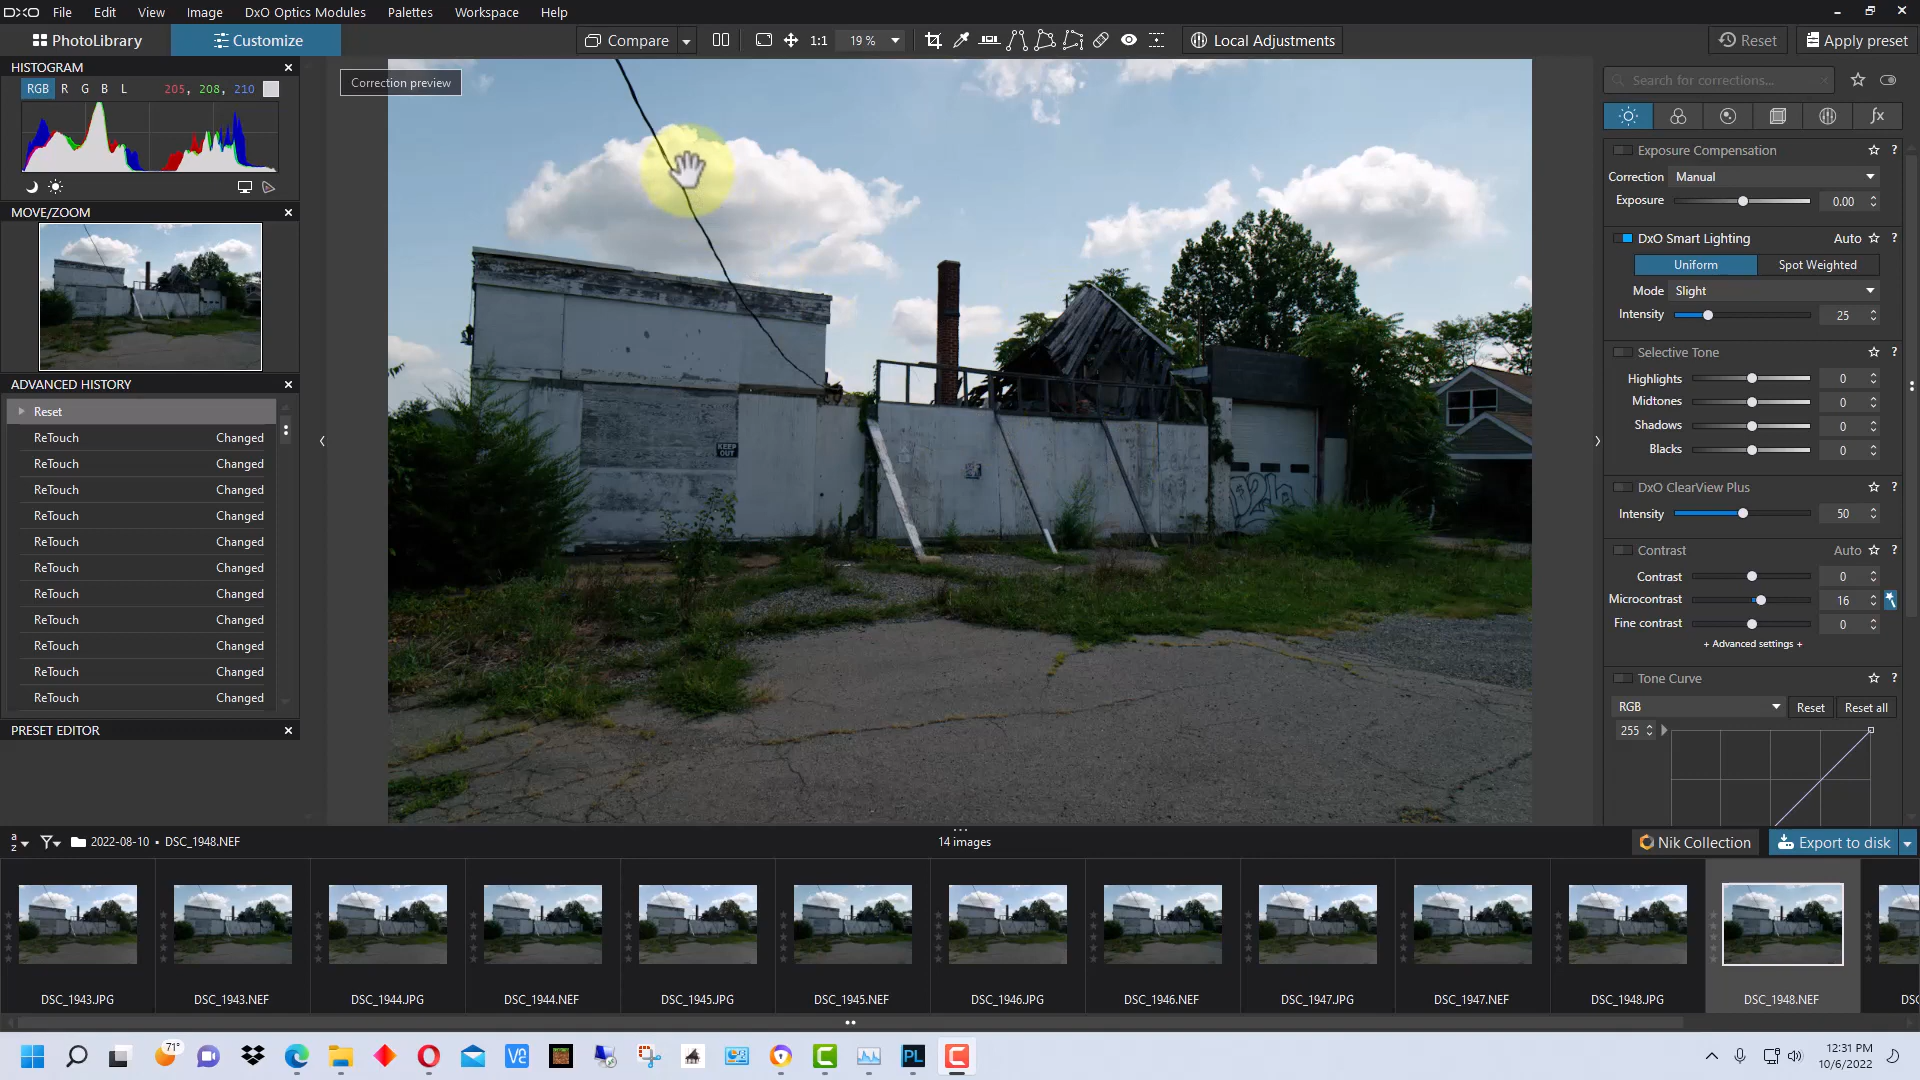 DXO File Edit View Image DxO Optics Modules Palettes Workspace Help
PhotoLibrary Customize Compare 1:1 19 % Local Adjustments Reset Apply preset
HISTOGRAM
RGB R G B L 205, 208, 210
MOVE/ZOOM
ADVANCED HISTORY
Reset
ReTouch Changed
ReTouch Changed
ReTouch Changed
ReTouch Changed
ReTouch Changed
ReTouch Changed
ReTouch Changed
ReTouch Changed
ReTouch Changed
ReTouch Changed
ReTouch Changed
PRESET EDITOR
Correction preview
KEEP
OUT
Search for corrections...
Exposure Compensation ?
Correction Manual
Exposure 0.00
DxO Smart Lighting Auto ?
Uniform Spot Weighted
Mode Slight
Intensity 25
Selective Tone ?
Highlights 0
Midtones 0
Shadows 0
Blacks 0
DxO ClearView Plus ?
Intensity 50
Contrast Auto ?
Contrast 0
Microcontrast 16
Fine contrast 0
+ Advanced settings +
Tone Curve ?
RGB Reset Reset all
255
2022-08-10 • DSC_1948.NEF 14 images Nik Collection Export to disk
DSC_1943.JPG DSC_1943.NEF DSC_1944.JPG DSC_1944.NEF DSC_1945.JPG DSC_1945.NEF DSC_1946.JPG DSC_1946.NEF DSC_1947.JPG DSC_1947.NEF DSC_1948.JPG DSC_1948.NEF DSC
71° PL 12:31 PM
10/6/2022